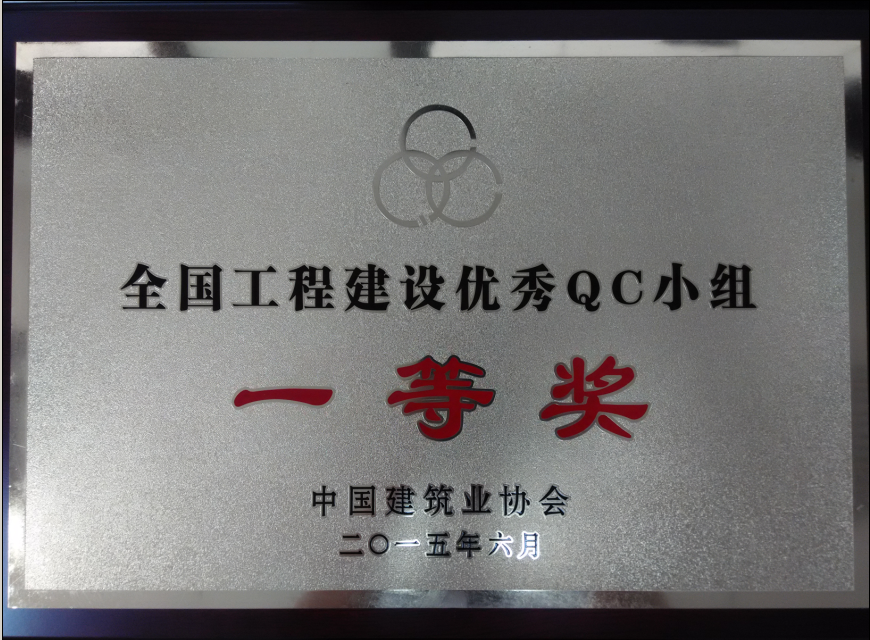 全国工程建设优秀QC小组
一等奖
中国建筑业协会
二〇一五年六月